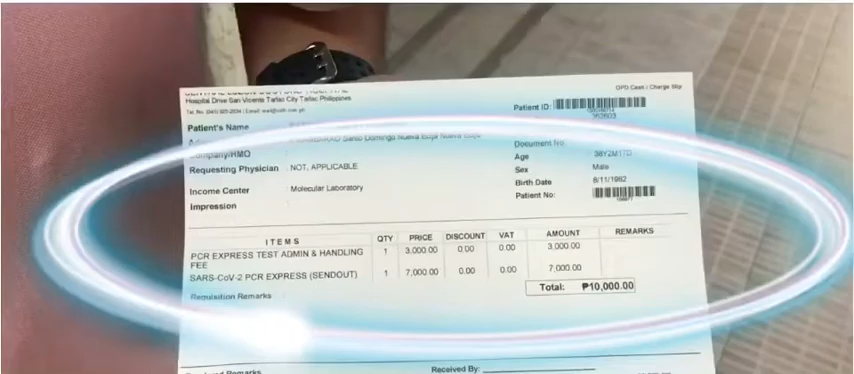 OPD Cash / Charge Slip
Hospital Drive San Vicente Tarlac City Tarlac Philippines
Patient ID:
Patient's Name
Santo Domingo Nueva Ecija Nueva Ecija
Company/HMO
Document No:
Requesting Physician : NOT, APPLICABLE
Age 38Y2M17D
Sex Male
Income Center : Molecular Laboratory
Birth Date 6/11/1982
Impression :
Patient No:
ITEMS QTY PRICE DISCOUNT VAT AMOUNT REMARKS
PCR EXPRESS TEST ADMIN & HANDLING 1 3,000.00 0.00 0.00 3,000.00
FEE
SARS-CoV-2 PCR EXPRESS (SENDOUT) 1 7,000.00 0.00 0.00 7,000.00
Total: ₱10,000.00
Requisition Remarks
Remarks
Received By: